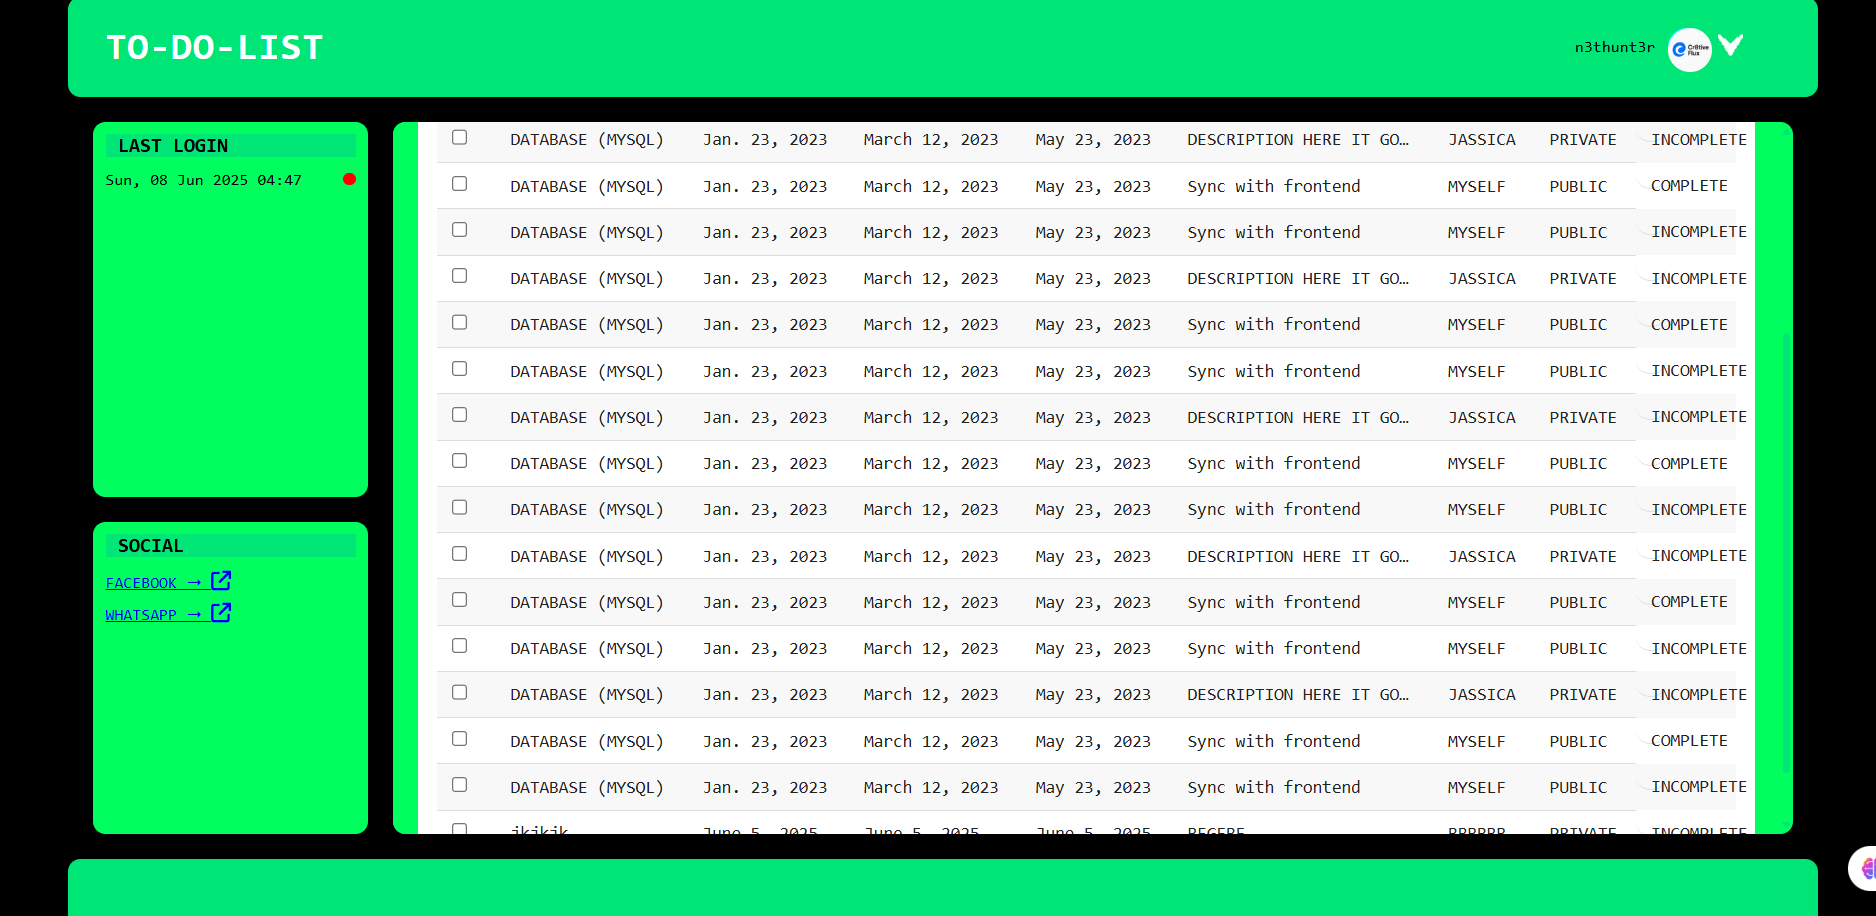 TO-DO-LIST
n3thunt3r
Cr8tive
Flux
LAST LOGIN
Sun, 08 Jun 2025 04:47
SOCIAL
FACEBOOK →
WHATSAPP →
DATABASE (MYSQL) Jan. 23, 2023 March 12, 2023 May 23, 2023 DESCRIPTION HERE IT GO… JASSICA PRIVATE INCOMPLETE
DATABASE (MYSQL) Jan. 23, 2023 March 12, 2023 May 23, 2023 Sync with frontend MYSELF PUBLIC COMPLETE
DATABASE (MYSQL) Jan. 23, 2023 March 12, 2023 May 23, 2023 Sync with frontend MYSELF PUBLIC INCOMPLETE
DATABASE (MYSQL) Jan. 23, 2023 March 12, 2023 May 23, 2023 DESCRIPTION HERE IT GO… JASSICA PRIVATE INCOMPLETE
DATABASE (MYSQL) Jan. 23, 2023 March 12, 2023 May 23, 2023 Sync with frontend MYSELF PUBLIC COMPLETE
DATABASE (MYSQL) Jan. 23, 2023 March 12, 2023 May 23, 2023 Sync with frontend MYSELF PUBLIC INCOMPLETE
DATABASE (MYSQL) Jan. 23, 2023 March 12, 2023 May 23, 2023 DESCRIPTION HERE IT GO… JASSICA PRIVATE INCOMPLETE
DATABASE (MYSQL) Jan. 23, 2023 March 12, 2023 May 23, 2023 Sync with frontend MYSELF PUBLIC COMPLETE
DATABASE (MYSQL) Jan. 23, 2023 March 12, 2023 May 23, 2023 Sync with frontend MYSELF PUBLIC INCOMPLETE
DATABASE (MYSQL) Jan. 23, 2023 March 12, 2023 May 23, 2023 DESCRIPTION HERE IT GO… JASSICA PRIVATE INCOMPLETE
DATABASE (MYSQL) Jan. 23, 2023 March 12, 2023 May 23, 2023 Sync with frontend MYSELF PUBLIC COMPLETE
DATABASE (MYSQL) Jan. 23, 2023 March 12, 2023 May 23, 2023 Sync with frontend MYSELF PUBLIC INCOMPLETE
DATABASE (MYSQL) Jan. 23, 2023 March 12, 2023 May 23, 2023 DESCRIPTION HERE IT GO… JASSICA PRIVATE INCOMPLETE
DATABASE (MYSQL) Jan. 23, 2023 March 12, 2023 May 23, 2023 Sync with frontend MYSELF PUBLIC COMPLETE
DATABASE (MYSQL) Jan. 23, 2023 March 12, 2023 May 23, 2023 Sync with frontend MYSELF PUBLIC INCOMPLETE
June 5, 2025 June 5, 2025 June 5, 2025 PRIVATE INCOMPLETE